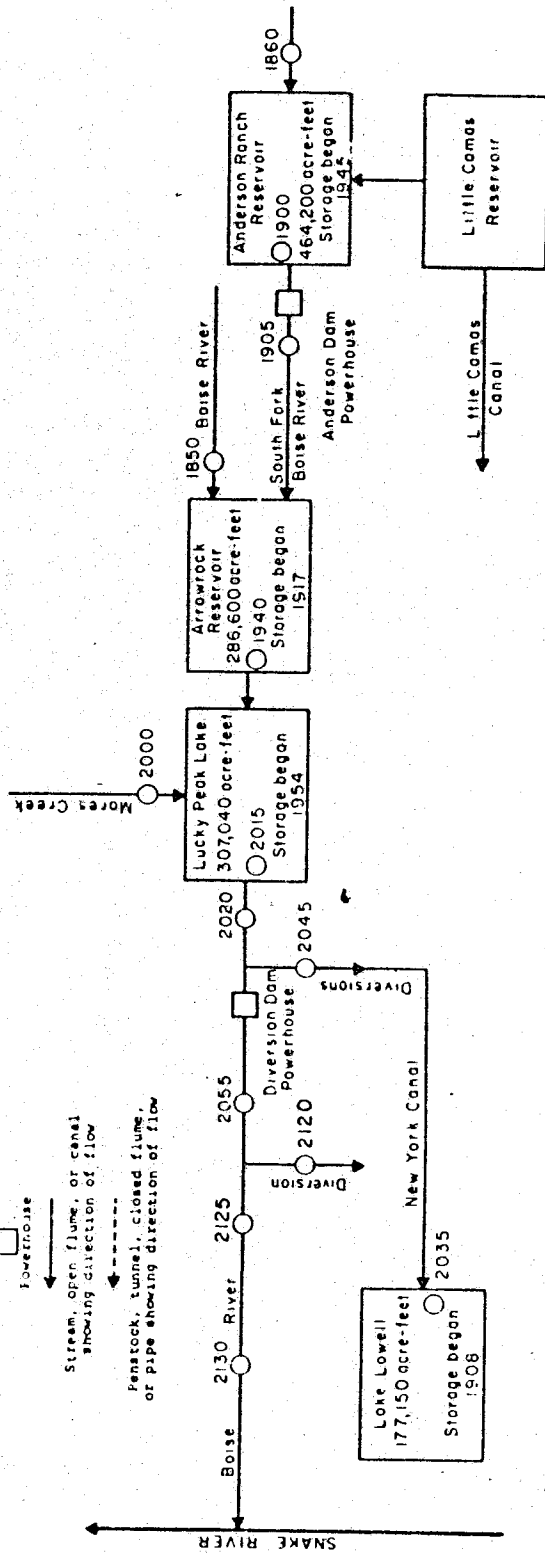 Powerhouse
Stream, open flume, or canal
showing direction of flow
Penstock, tunnel, closed flume,
or pipe showing direction of flow
SNAKE RIVER
Boise
River
2130
2125
Diversion
2120
2055
Diversion Dam
Powerhouse
Diversions
2045
2020
New York Canal
Lake Lowell
177,150 acre-feet
2035
Storage began
1908
Mores Creek
2000
Lucky Peak Lake
307,040 acre-feet
2015
Storage began
1954
Arrowrock
Reservoir
286,600 acre-feet
1940
Storage began
1917
1850
Boise River
South Fork
Boise River
1905
Anderson Dam
Powerhouse
Anderson Ranch
Reservoir
1900
464,200 acre-feet
Storage began
1945
1860
Little Camas
Canal
Little Camas
Reservoir